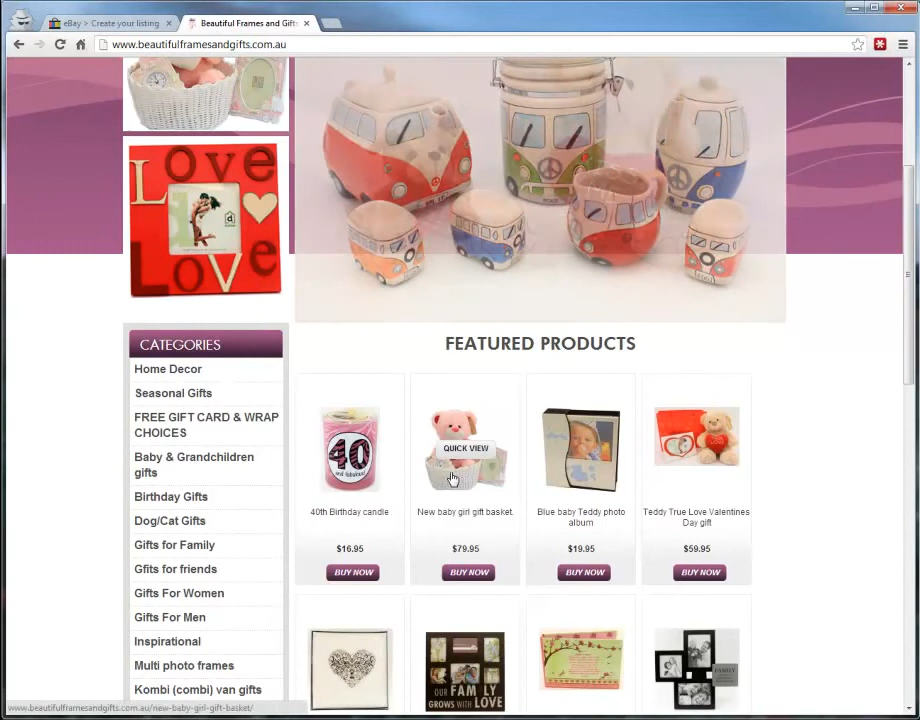 eBay > Create your listing
Beautiful Frames and Gifts
www.beautifulframesandgifts.com.au
Love
Love
CATEGORIES
Home Decor
Seasonal Gifts
FREE GIFT CARD & WRAP
CHOICES
Baby & Grandchildren
gifts
Birthday Gifts
Dog/Cat Gifts
Gifts for Family
Gfits for friends
Gifts For Women
Gifts For Men
Inspirational
Multi photo frames
Kombi (combi) van gifts
FEATURED PRODUCTS
40
and fabulous!
QUICK VIEW
40th Birthday candle
New baby girl gift basket.
Blue baby Teddy photo
album
Teddy True Love Valentines
Day gift
$16.95
$79.95
$19.95
$59.95
BUY NOW
BUY NOW
BUY NOW
BUY NOW
OUR FAMILY
GROWS WITH LOVE
FAMILY
www.beautifulframesandgifts.com.au/new-baby-girl-gift-basket/